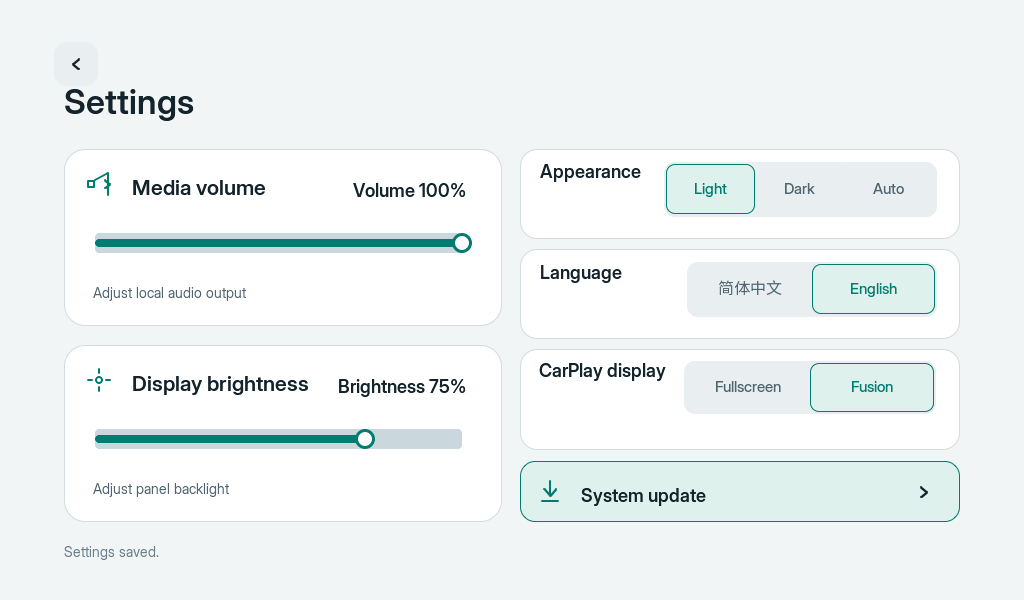 Settings
Media volume
Volume 100%
Adjust local audio output
Display brightness
Brightness 75%
Adjust panel backlight
Appearance
Light
Dark
Auto
Language
简体中文
English
CarPlay display
Fullscreen
Fusion
System update
Settings saved.